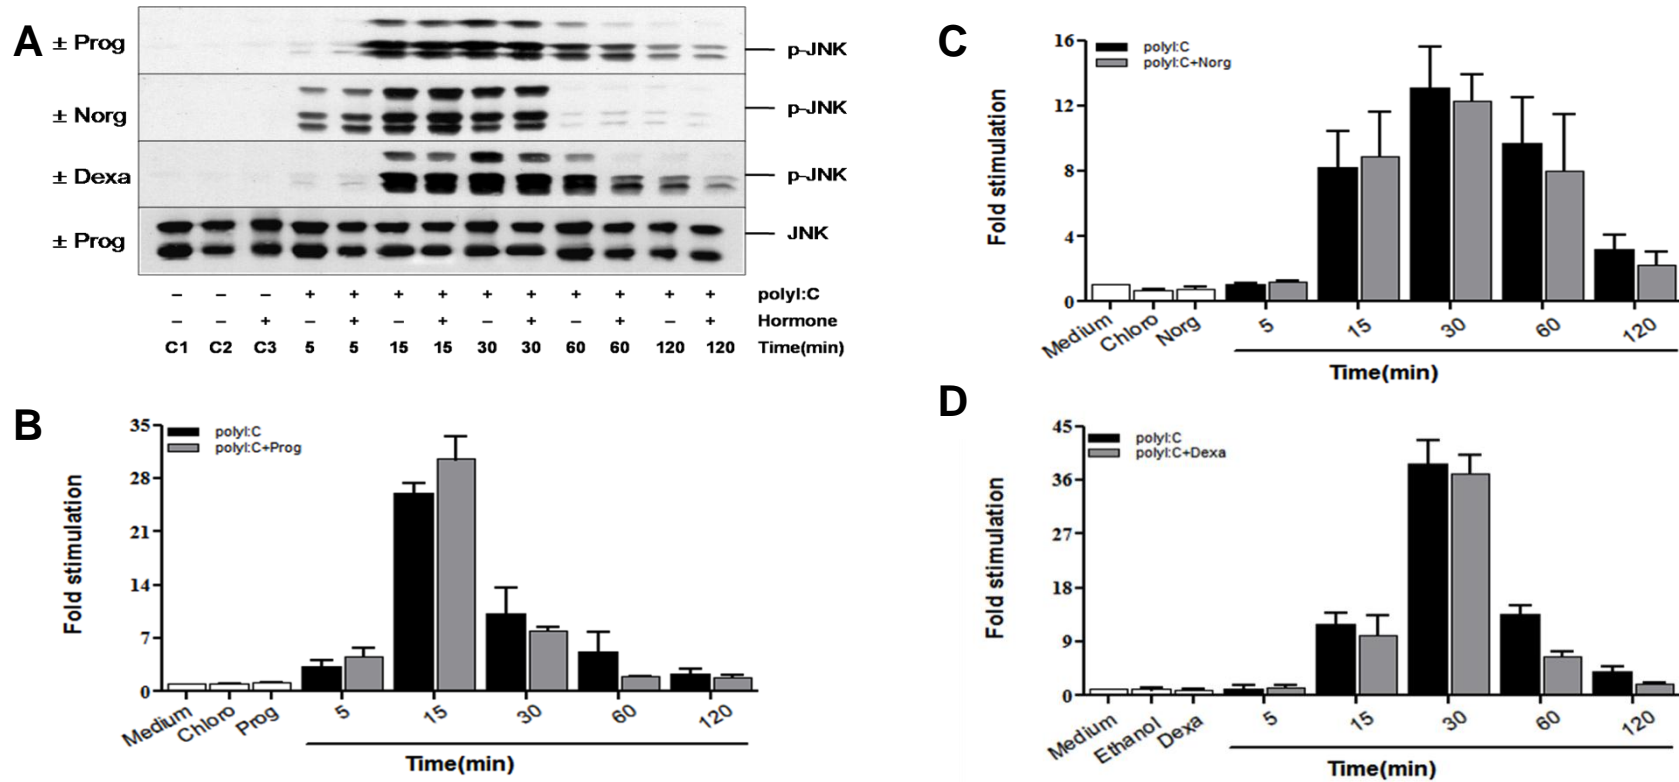 A
± Prog
p-JNK
± Norg
p-JNK
± Dexa
p-JNK
± Prog
JNK
– – – + + + + + + + + + + polyI:C
– – + – + – + – + – + – + Hormone
C1 C2 C3 5 5 15 15 30 30 60 60 120 120 Time(min)
B
35
28
21
14
7
0
Fold stimulation
polyI:C
polyI:C+Prog
Medium Chloro Prog 5 15 30 60 120
Time(min)
C
16
12
8
4
0
Fold stimulation
polyI:C
polyI:C+Norg
Medium Chloro Norg 5 15 30 60 120
Time(min)
D
45
36
27
18
9
0
Fold stimulation
polyI:C
polyI:C+Dexa
Medium Ethanol Dexa 5 15 30 60 120
Time(min)